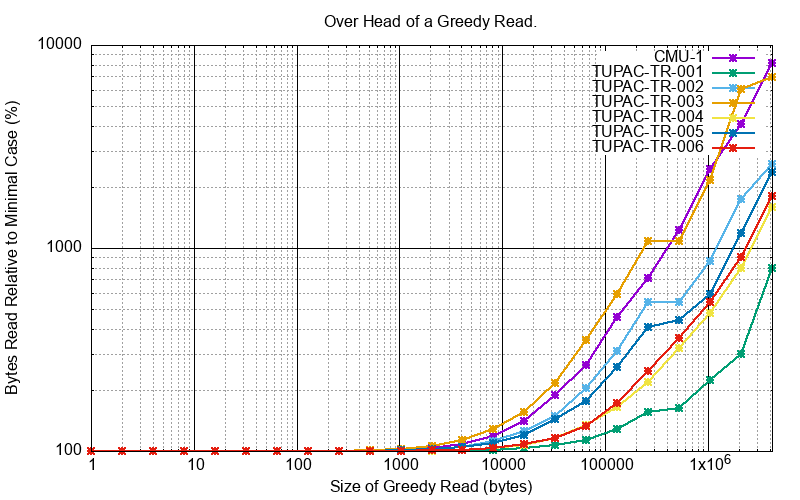 Over Head of a Greedy Read.
10000
1000
100
Bytes Read Relative to Minimal Case (%)
CMU-1
TUPAC-TR-001
TUPAC-TR-002
TUPAC-TR-003
TUPAC-TR-004
TUPAC-TR-005
TUPAC-TR-006
1 10 100 1000 10000 100000 1x10⁶
Size of Greedy Read (bytes)